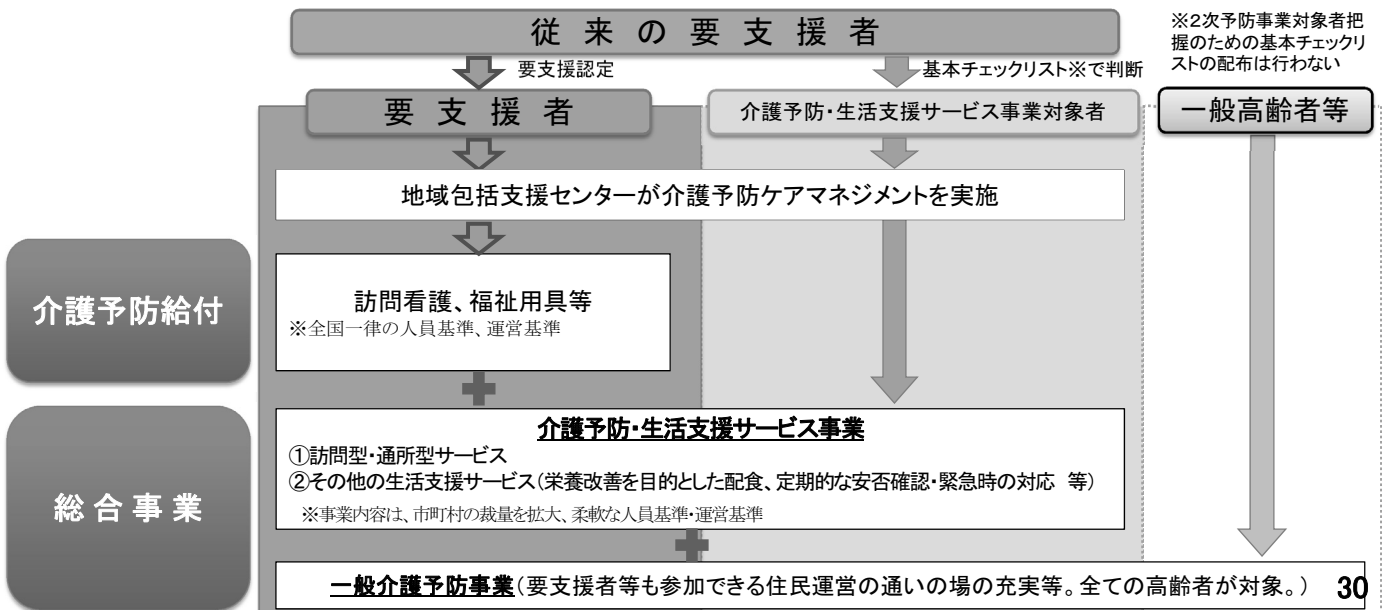 従来の要支援者
※2次予防事業対象者把
握のための基本チェックリ
ストの配布は行わない
要支援認定
基本チェックリスト※で判断
要支援者
介護予防・生活支援サービス事業対象者
一般高齢者等
地域包括支援センターが介護予防ケアマネジメントを実施
介護予防給付
訪問看護、福祉用具等
※全国一律の人員基準、運営基準
総合事業
介護予防・生活支援サービス事業
①訪問型・通所型サービス
②その他の生活支援サービス(栄養改善を目的とした配食、定期的な安否確認・緊急時の対応 等)
※事業内容は、市町村の裁量を拡大、柔軟な人員基準・運営基準
一般介護予防事業(要支援者等も参加できる住民運営の通いの場の充実等。全ての高齢者が対象。)
30